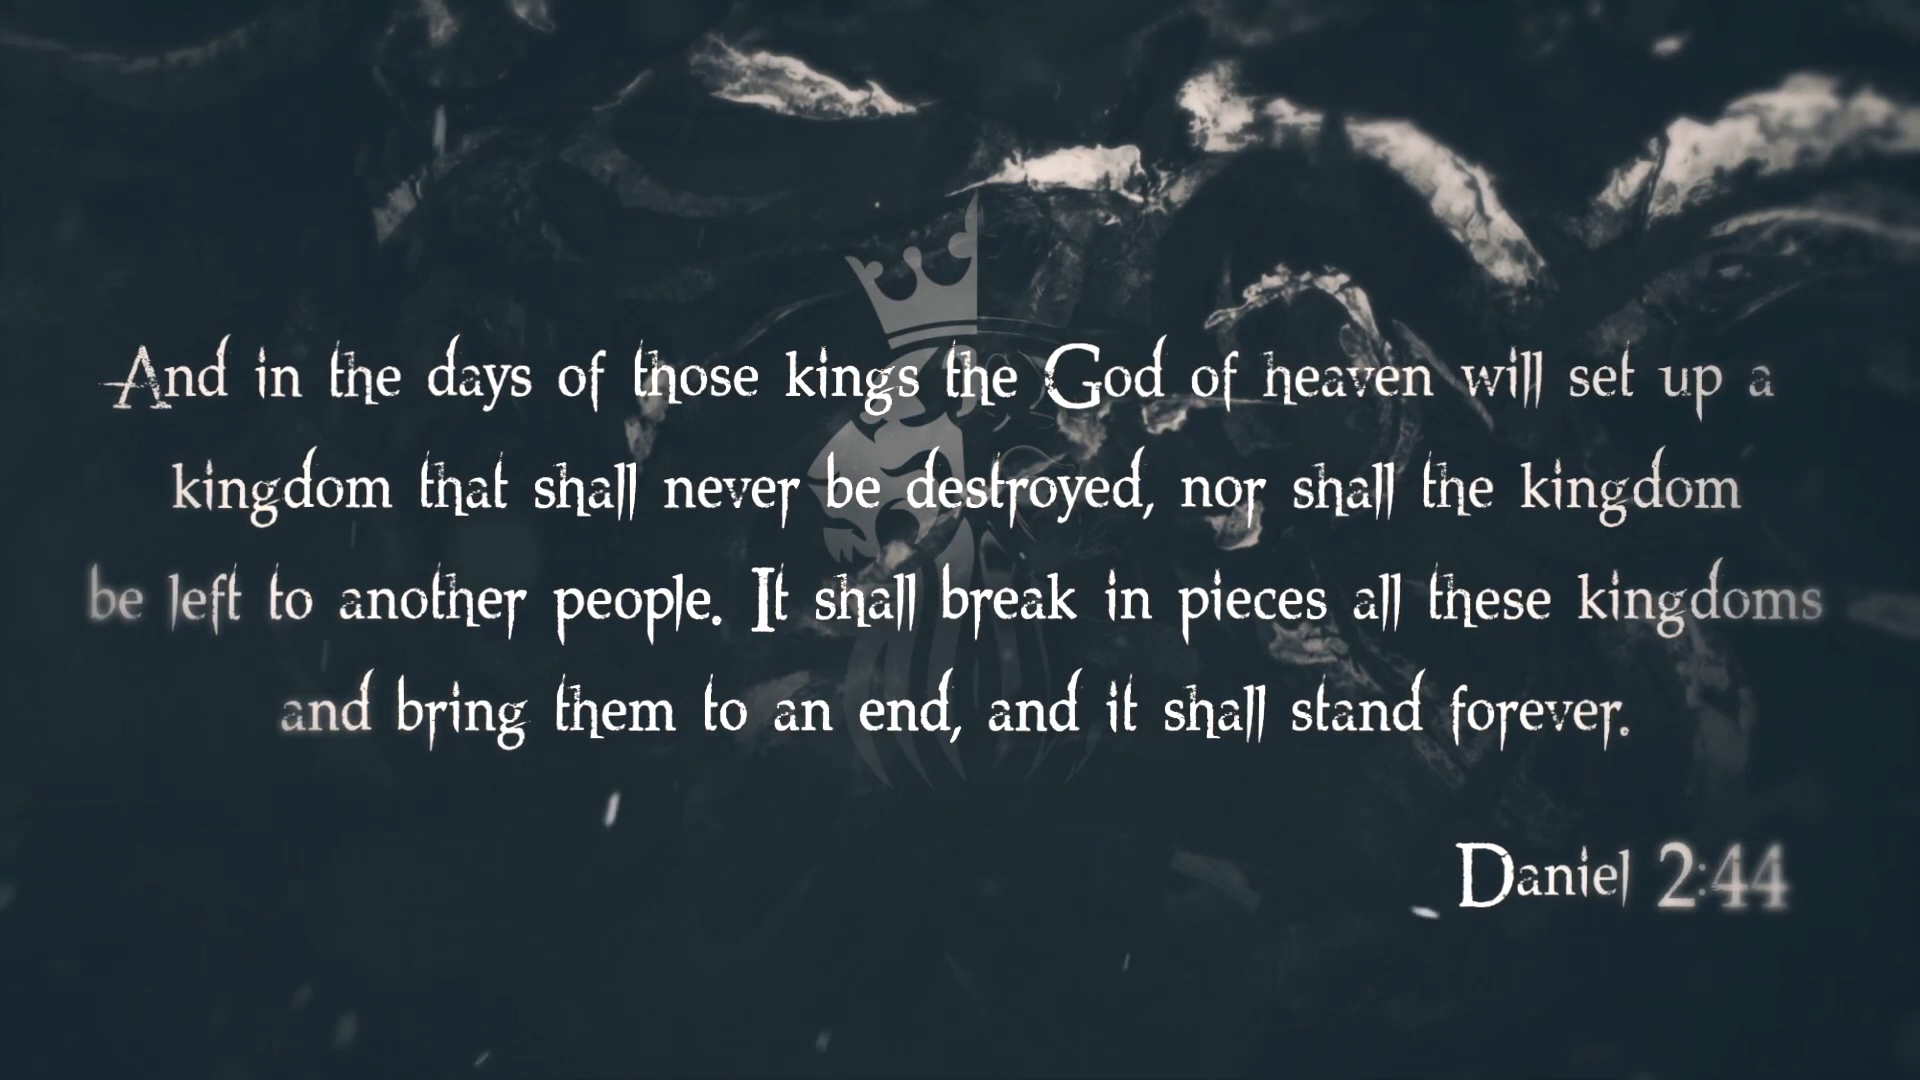 And in the days of those kings the God of heaven will set up a
kingdom that shall never be destroyed, nor shall the kingdom
be left to another people. It shall break in pieces all these kingdoms
and bring them to an end, and it shall stand forever.
Daniel 2:44